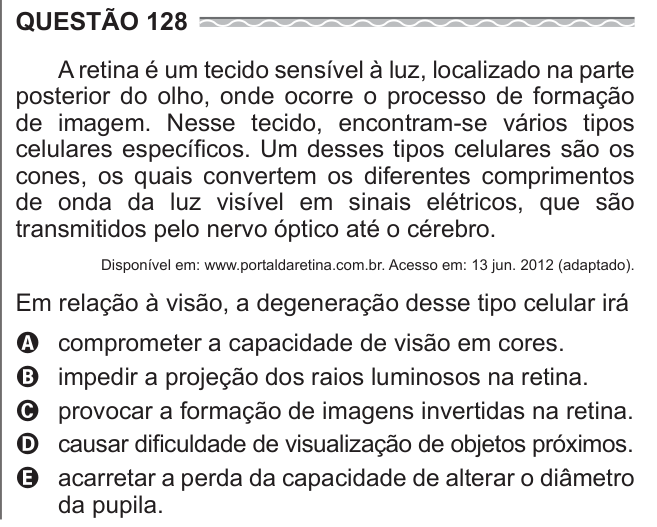 QUESTÃO 128
A retina é um tecido sensível à luz, localizado na parte
posterior do olho, onde ocorre o processo de formação
de imagem. Nesse tecido, encontram-se vários tipos
celulares específicos. Um desses tipos celulares são os
cones, os quais convertem os diferentes comprimentos
de onda da luz visível em sinais elétricos, que são
transmitidos pelo nervo óptico até o cérebro.
Disponível em: www.portaldaretina.com.br. Acesso em: 13 jun. 2012 (adaptado).
Em relação à visão, a degeneração desse tipo celular irá
A comprometer a capacidade de visão em cores.
B impedir a projeção dos raios luminosos na retina.
C provocar a formação de imagens invertidas na retina.
D causar dificuldade de visualização de objetos próximos.
E acarretar a perda da capacidade de alterar o diâmetro
da pupila.